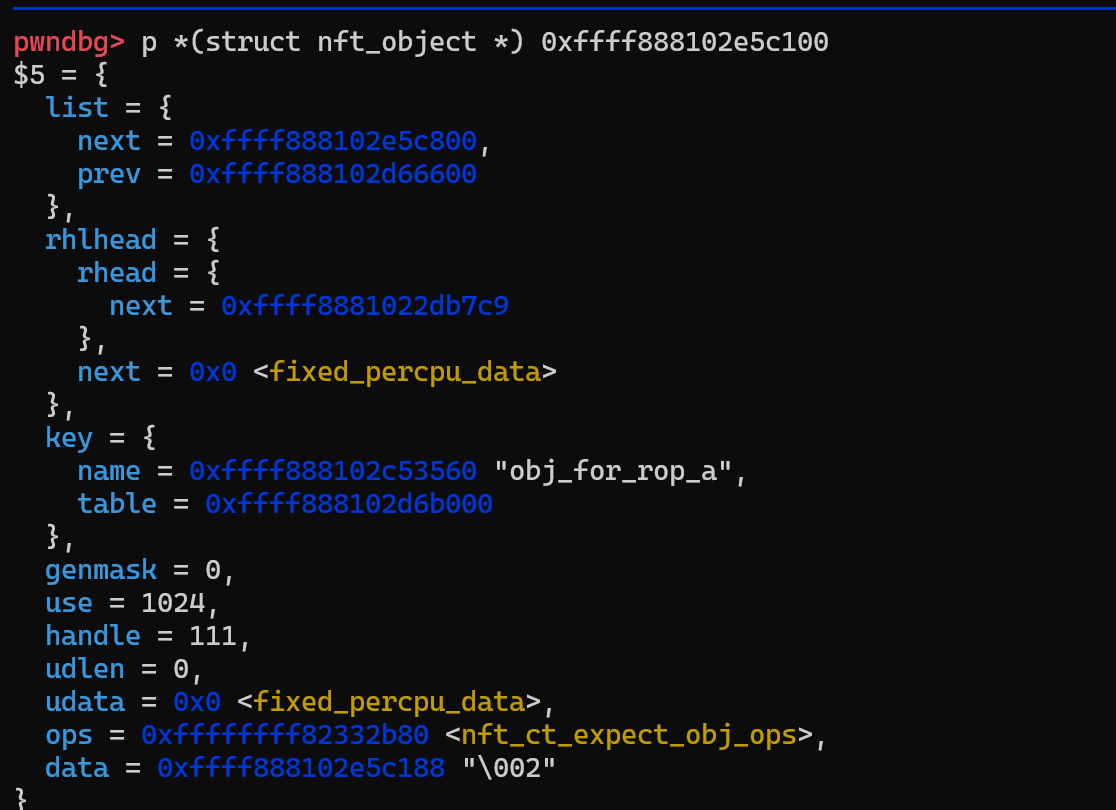 pwndbg> p *(struct nft_object *) 0xffff888102e5c100
$5 = {
  list = {
    next = 0xffff888102e5c800,
    prev = 0xffff888102d66600
  },
  rhlhead = {
    rhead = {
      next = 0xffff8881022db7c9
    },
    next = 0x0 <fixed_percpu_data>
  },
  key = {
    name = 0xffff888102c53560 "obj_for_rop_a",
    table = 0xffff888102d6b000
  },
  genmask = 0,
  use = 1024,
  handle = 111,
  udlen = 0,
  udata = 0x0 <fixed_percpu_data>,
  ops = 0xffffffff82332b80 <nft_ct_expect_obj_ops>,
  data = 0xffff888102e5c188 "\002"
}